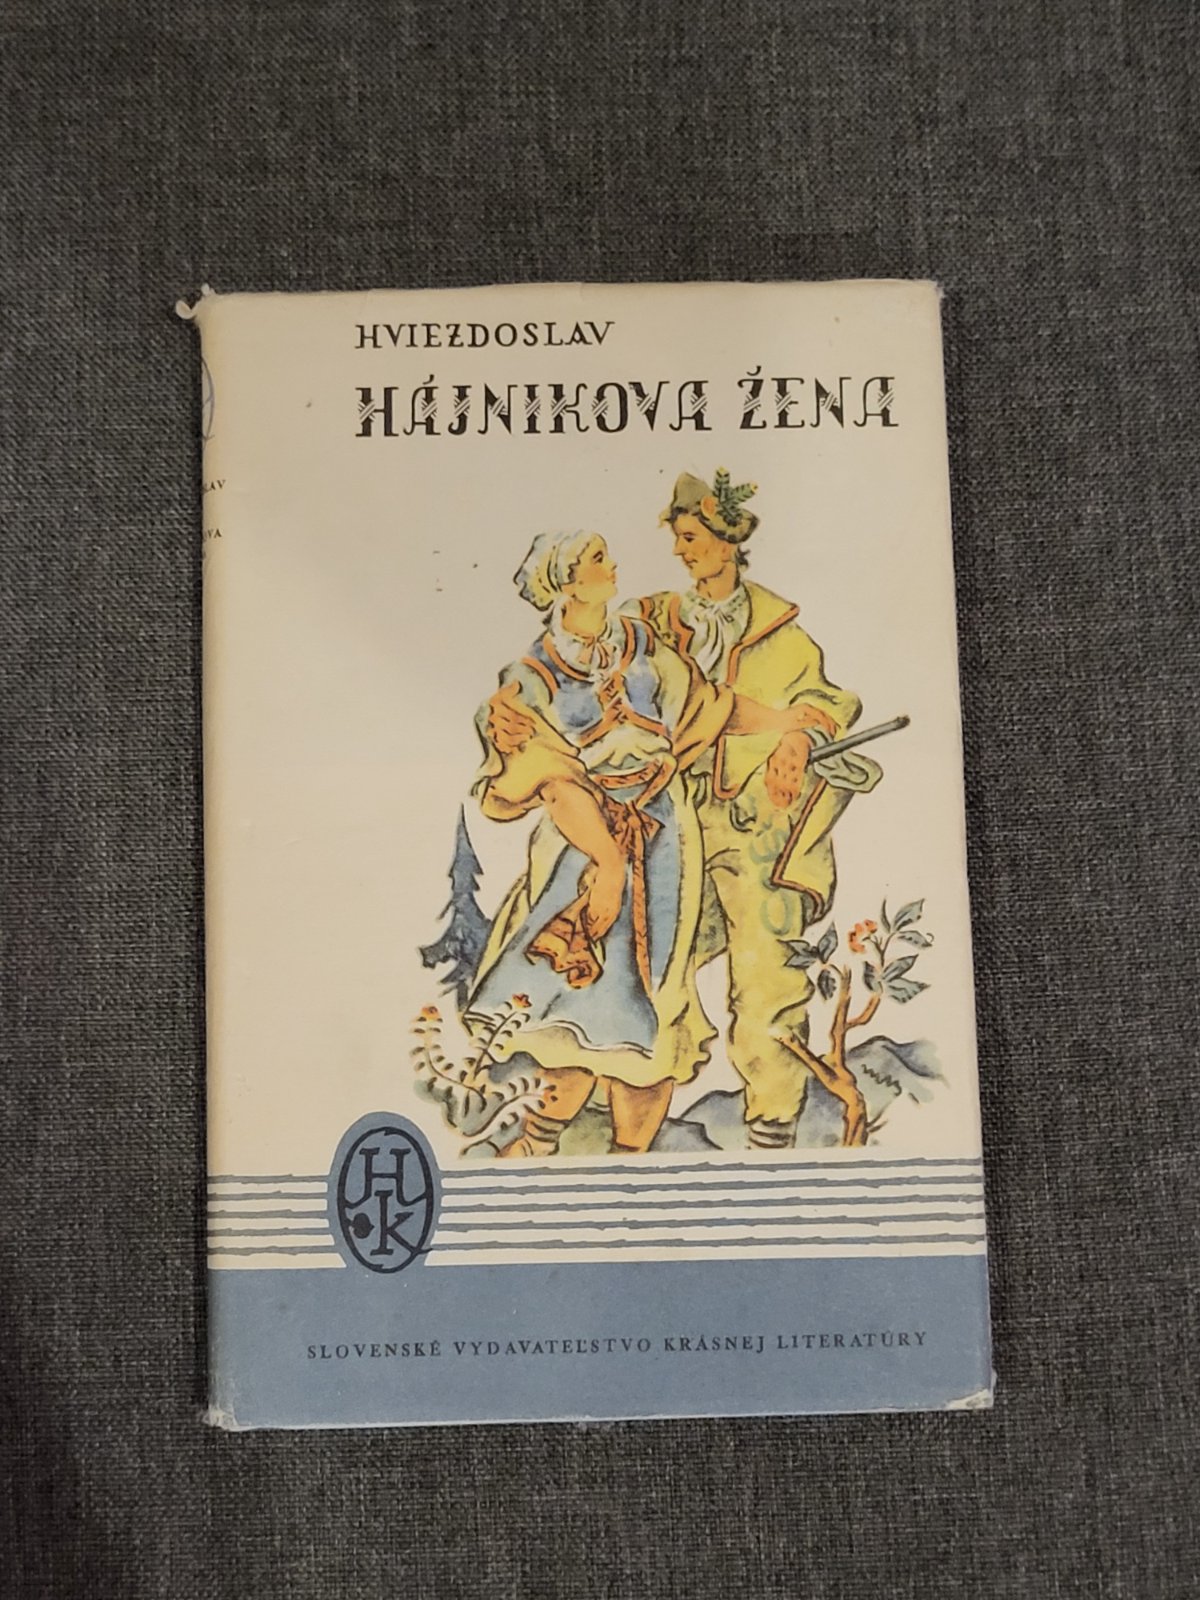 HVIEZDOSLAV
HÁJNIKOVA ŽENA
HK
SLOVENSKÉ VYDAVATEĽSTVO KRÁSNEJ LITERATÚRY